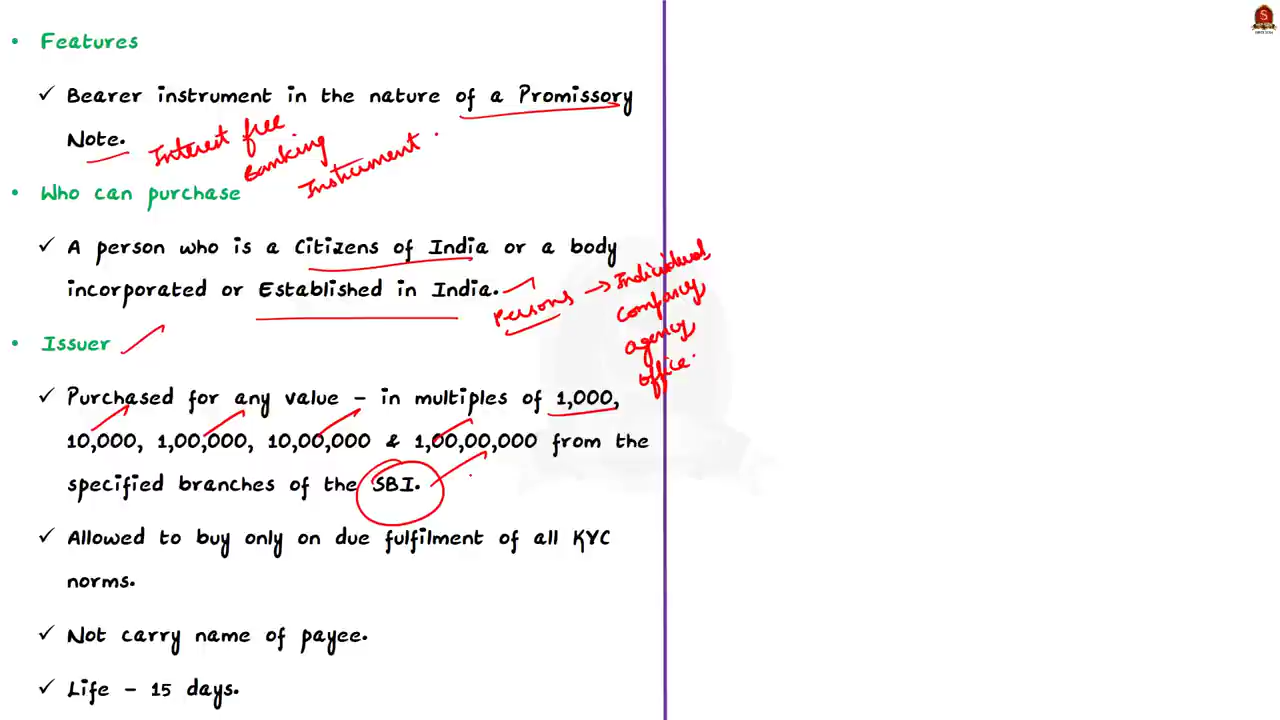 • Features
✓ Bearer instrument in the nature of a Promissory
Note.
Interest free
Banking
Instrument
• Who can purchase
✓ A person who is a Citizens of India or a body
incorporated or Established in India.
Persons → Individual,
Company,
agency,
office.
• Issuer
✓ Purchased for any value – in multiples of 1,000,
10,000, 1,00,000, 10,00,000 & 1,00,00,000 from the
specified branches of the SBI.
✓ Allowed to buy only on due fulfilment of all KYC
norms.
✓ Not carry name of payee.
✓ Life – 15 days.